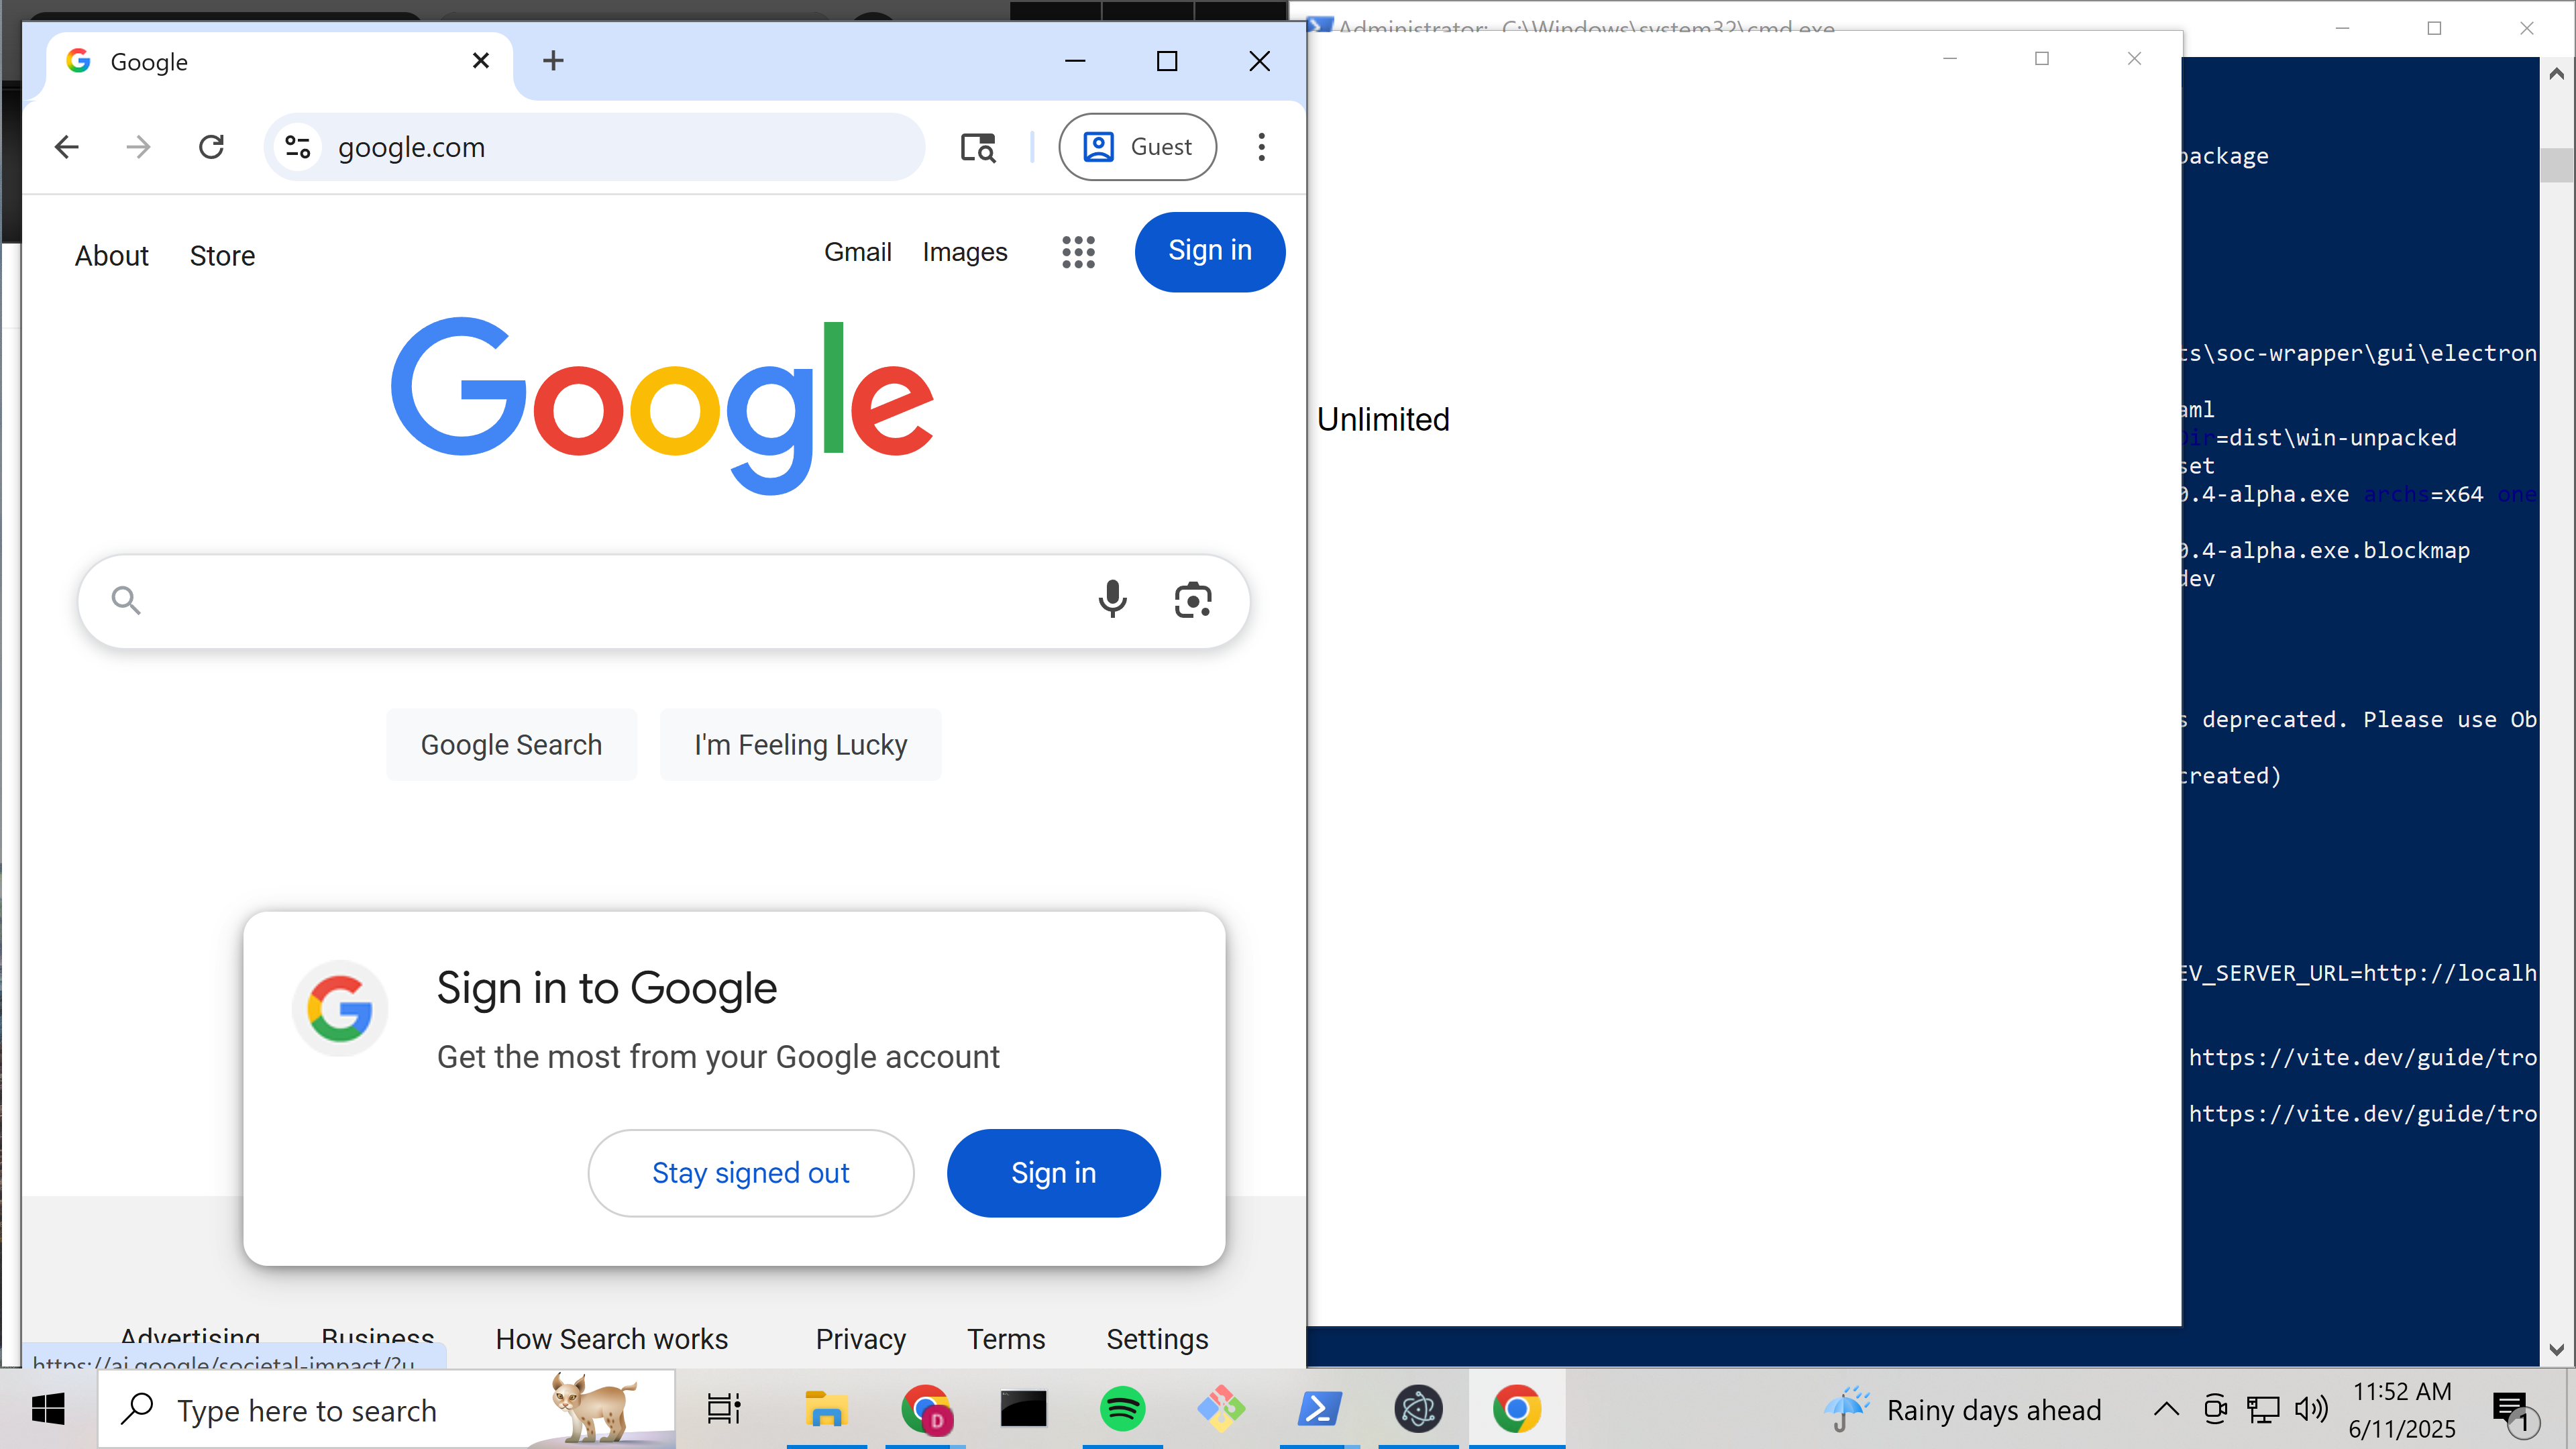 Administrator: C:\Windows\system32\cmd.exe
Google
google.com
Guest
About
Store
Gmail
Images
Sign in
Google
Google Search
I'm Feeling Lucky
Sign in to Google
Get the most from your Google account
Stay signed out
Sign in
Advertising
Business
How Search works
Privacy
Terms
Settings
https://ai.google/societal-impact/?u
Unlimited
package
ts\soc-wrapper\gui\electron
aml
Dir=dist\win-unpacked
set
0.4-alpha.exe archs=x64 one
0.4-alpha.exe.blockmap
dev
s deprecated. Please use Ob
created)
EV_SERVER_URL=http://localh
https://vite.dev/guide/tro
https://vite.dev/guide/tro
Type here to search
D
Rainy days ahead
11:52 AM
6/11/2025
1